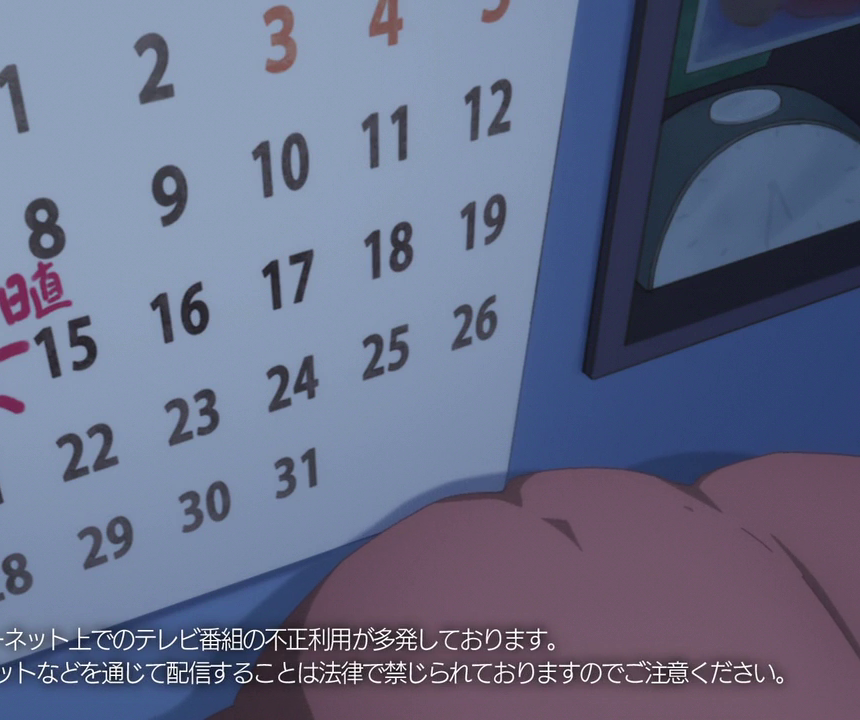 1 2 3 4 5
8 9 10 11 12
日直
15 16 17 18 19
22 23 24 25 26
28 29 30 31
ーネット上でのテレビ番組の不正利用が多発しております。
ットなどを通じて配信することは法律で禁じられておりますのでご注意ください。